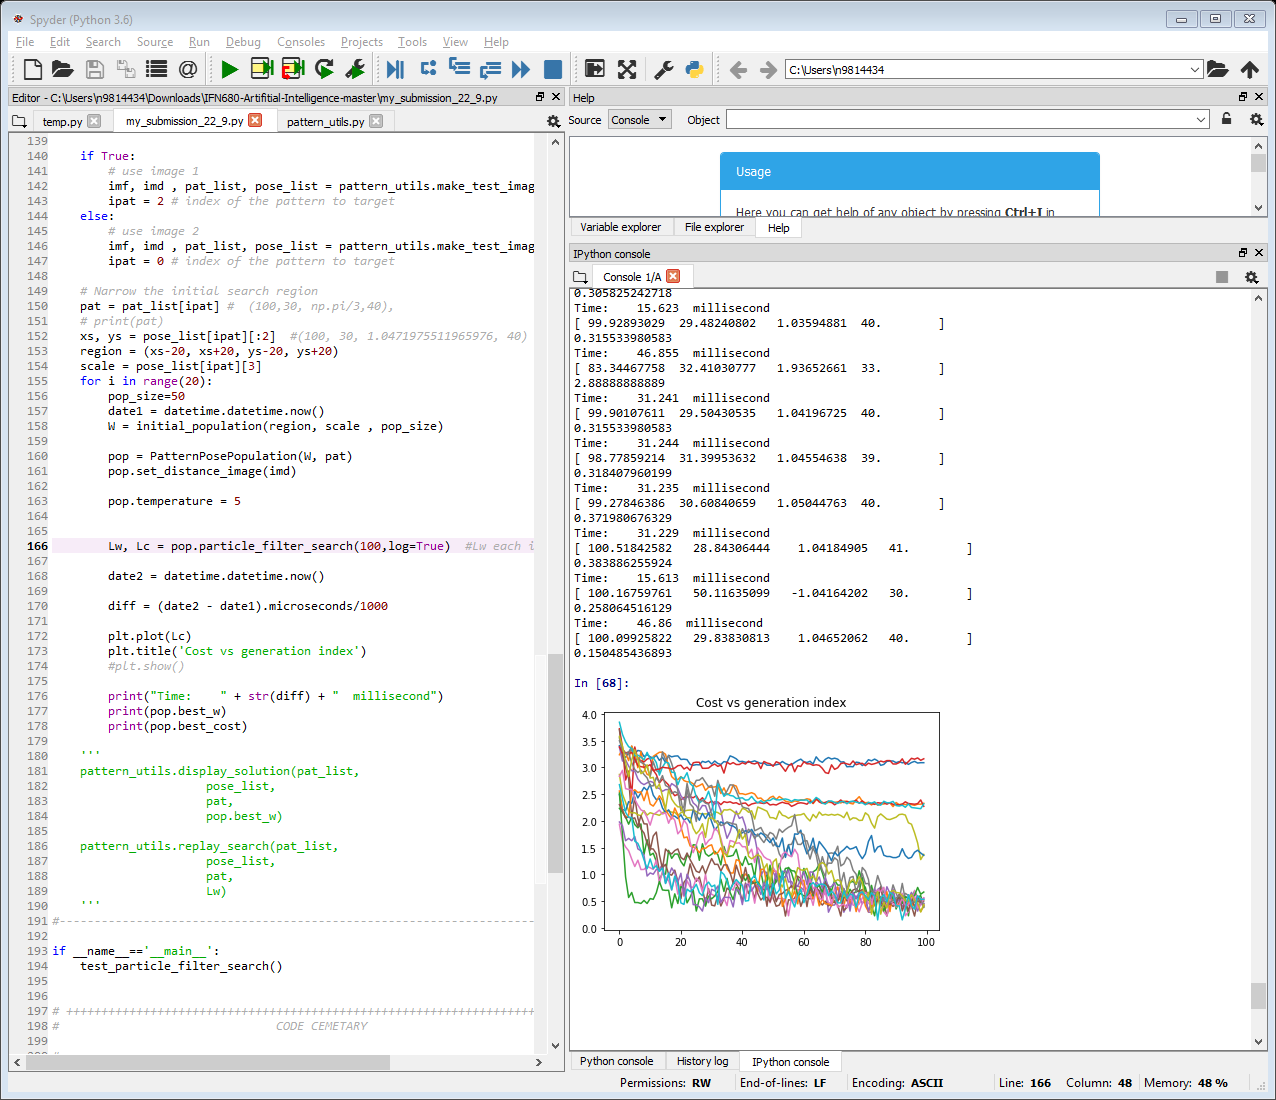 Spyder (Python 3.6)
File Edit Search Source Run Debug Consoles Projects Tools View Help
C:\Users\n9814434
Editor - C:\Users\n9814434\Downloads\IFN680-Artifitial-Intelligence-master\my_submission_22_9.py
temp.py my_submission_22_9.py pattern_utils.py
139
140 if True:
141 # use image 1
142 imf, imd , pat_list, pose_list = pattern_utils.make_test_imag
143 ipat = 2 # index of the pattern to target
144 else:
145 # use image 2
146 imf, imd , pat_list, pose_list = pattern_utils.make_test_imag
147 ipat = 0 # index of the pattern to target
148
149 # Narrow the initial search region
150 pat = pat_list[ipat] # (100,30, np.pi/3,40),
151 # print(pat)
152 xs, ys = pose_list[ipat][:2] #(100, 30, 1.0471975511965976, 40)
153 region = (xs-20, xs+20, ys-20, ys+20)
154 scale = pose_list[ipat][3]
155 for i in range(20):
156 pop_size=50
157 date1 = datetime.datetime.now()
158 W = initial_population(region, scale , pop_size)
159
160 pop = PatternPosePopulation(W, pat)
161 pop.set_distance_image(imd)
162
163 pop.temperature = 5
164
165
166 Lw, Lc = pop.particle_filter_search(100,log=True) #Lw each i
167
168 date2 = datetime.datetime.now()
169
170 diff = (date2 - date1).microseconds/1000
171
172 plt.plot(Lc)
173 plt.title('Cost vs generation index')
174 #plt.show()
175
176 print("Time:    " + str(diff) + "  millisecond")
177 print(pop.best_w)
178 print(pop.best_cost)
179
180 '''
181 pattern_utils.display_solution(pat_list,
182 pose_list,
183 pat,
184 pop.best_w)
185
186 pattern_utils.replay_search(pat_list,
187 pose_list,
188 pat,
189 Lw)
190 '''
191 #-------------------------------------------------------------------
192
193 if __name__=='__main__':
194 test_particle_filter_search()
195
196
197 # +++++++++++++++++++++++++++++++++++++++++++++++++++++++++++++++++++
198 # CODE CEMETARY
199
Help
Source Console Object
Usage
Here you can get help of any object by pressing Ctrl+I in
Variable explorer File explorer Help
IPython console
Console 1/A
0.305825242718
Time: 15.623 millisecond
[ 99.92893029 29.48240802 1.03594881 40. ]
0.315533980583
Time: 46.855 millisecond
[ 83.34467758 32.41030777 1.93652661 33. ]
2.88888888889
Time: 31.241 millisecond
[ 99.90107611 29.50430535 1.04196725 40. ]
0.315533980583
Time: 31.244 millisecond
[ 98.77859214 31.39953632 1.04554638 39. ]
0.318407960199
Time: 31.235 millisecond
[ 99.27846386 30.60840659 1.05044763 40. ]
0.371980676329
Time: 31.229 millisecond
[ 100.51842582 28.84306444 1.04184905 41. ]
0.383886255924
Time: 15.613 millisecond
[ 100.16759761 50.11635099 -1.04164202 30. ]
0.258064516129
Time: 46.86 millisecond
[ 100.09925822 29.83830813 1.04652062 40. ]
0.150485436893
In [68]:
Cost vs generation index
4.0
3.5
3.0
2.5
2.0
1.5
1.0
0.5
0.0
0 20 40 60 80 100
Python console History log IPython console
Permissions: RW End-of-lines: LF Encoding: ASCII Line: 166 Column: 48 Memory: 48 %